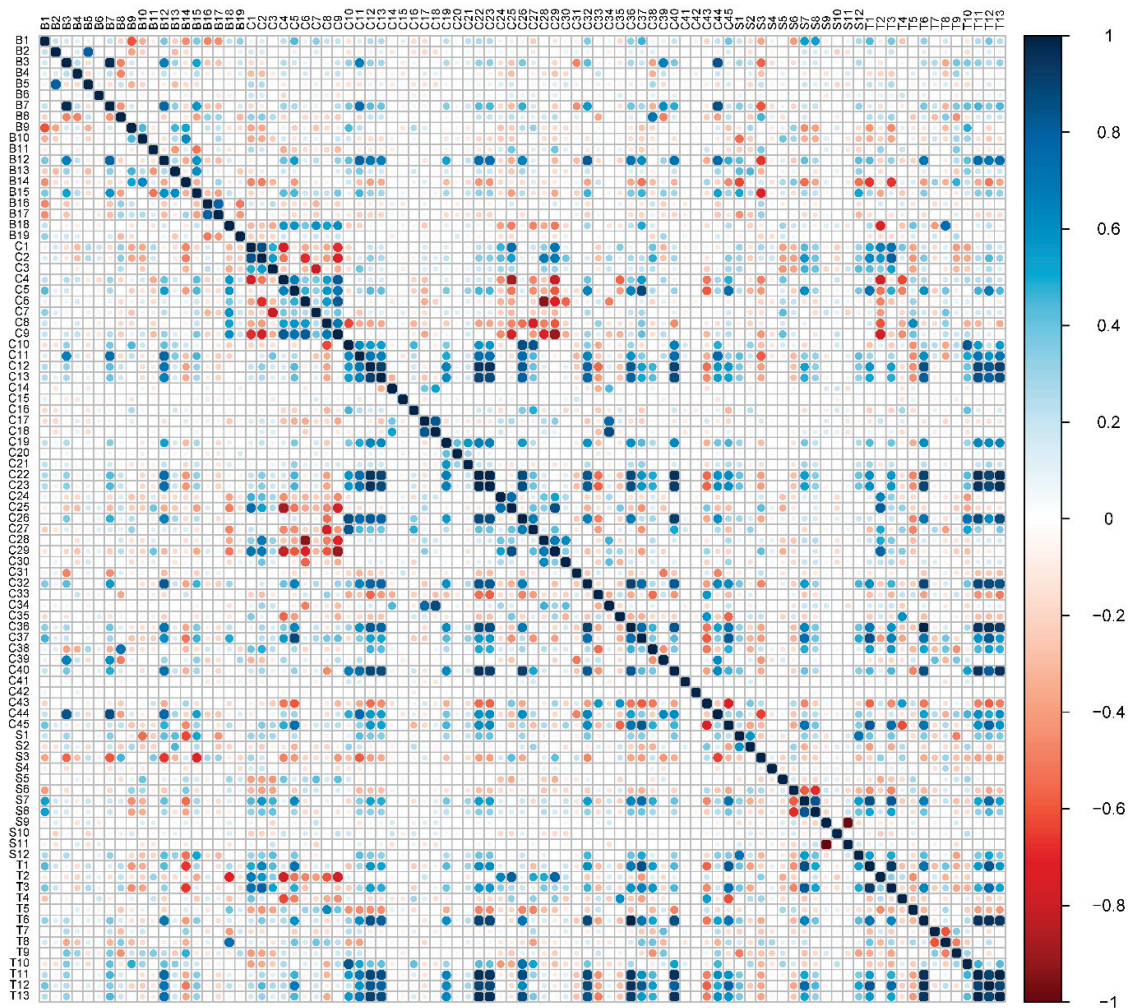 B1 B2 B3 B4 B5 B6 B7 B8 B9 B10 B11 B12 B13 B14 B15 B16 B17 B18 B19 C1 C2 C3 C4 C5 C6 C7 C8 C9 C10 C11 C12 C13 C14 C15 C16 C17 C18 C19 C20 C21 C22 C23 C24 C25 C26 C27 C28 C29 C30 C31 C32 C33 C34 C35 C36 C37 C38 C39 C40 C41 C42 C43 C44 C45 S1 S2 S3 S4 S5 S6 S7 S8 S9 S10 S11 S12 T1 T2 T3 T4 T5 T6 T7 T8 T9 T10 T11 T12 T13
B1
B2
B3
B4
B5
B6
B7
B8
B9
B10
B11
B12
B13
B14
B15
B16
B17
B18
B19
C1
C2
C3
C4
C5
C6
C7
C8
C9
C10
C11
C12
C13
C14
C15
C16
C17
C18
C19
C20
C21
C22
C23
C24
C25
C26
C27
C28
C29
C30
C31
C32
C33
C34
C35
C36
C37
C38
C39
C40
C41
C42
C43
C44
C45
S1
S2
S3
S4
S5
S6
S7
S8
S9
S10
S11
S12
T1
T2
T3
T4
T5
T6
T7
T8
T9
T10
T11
T12
T13
1
0.8
0.6
0.4
0.2
0
−0.2
−0.4
−0.6
−0.8
−1